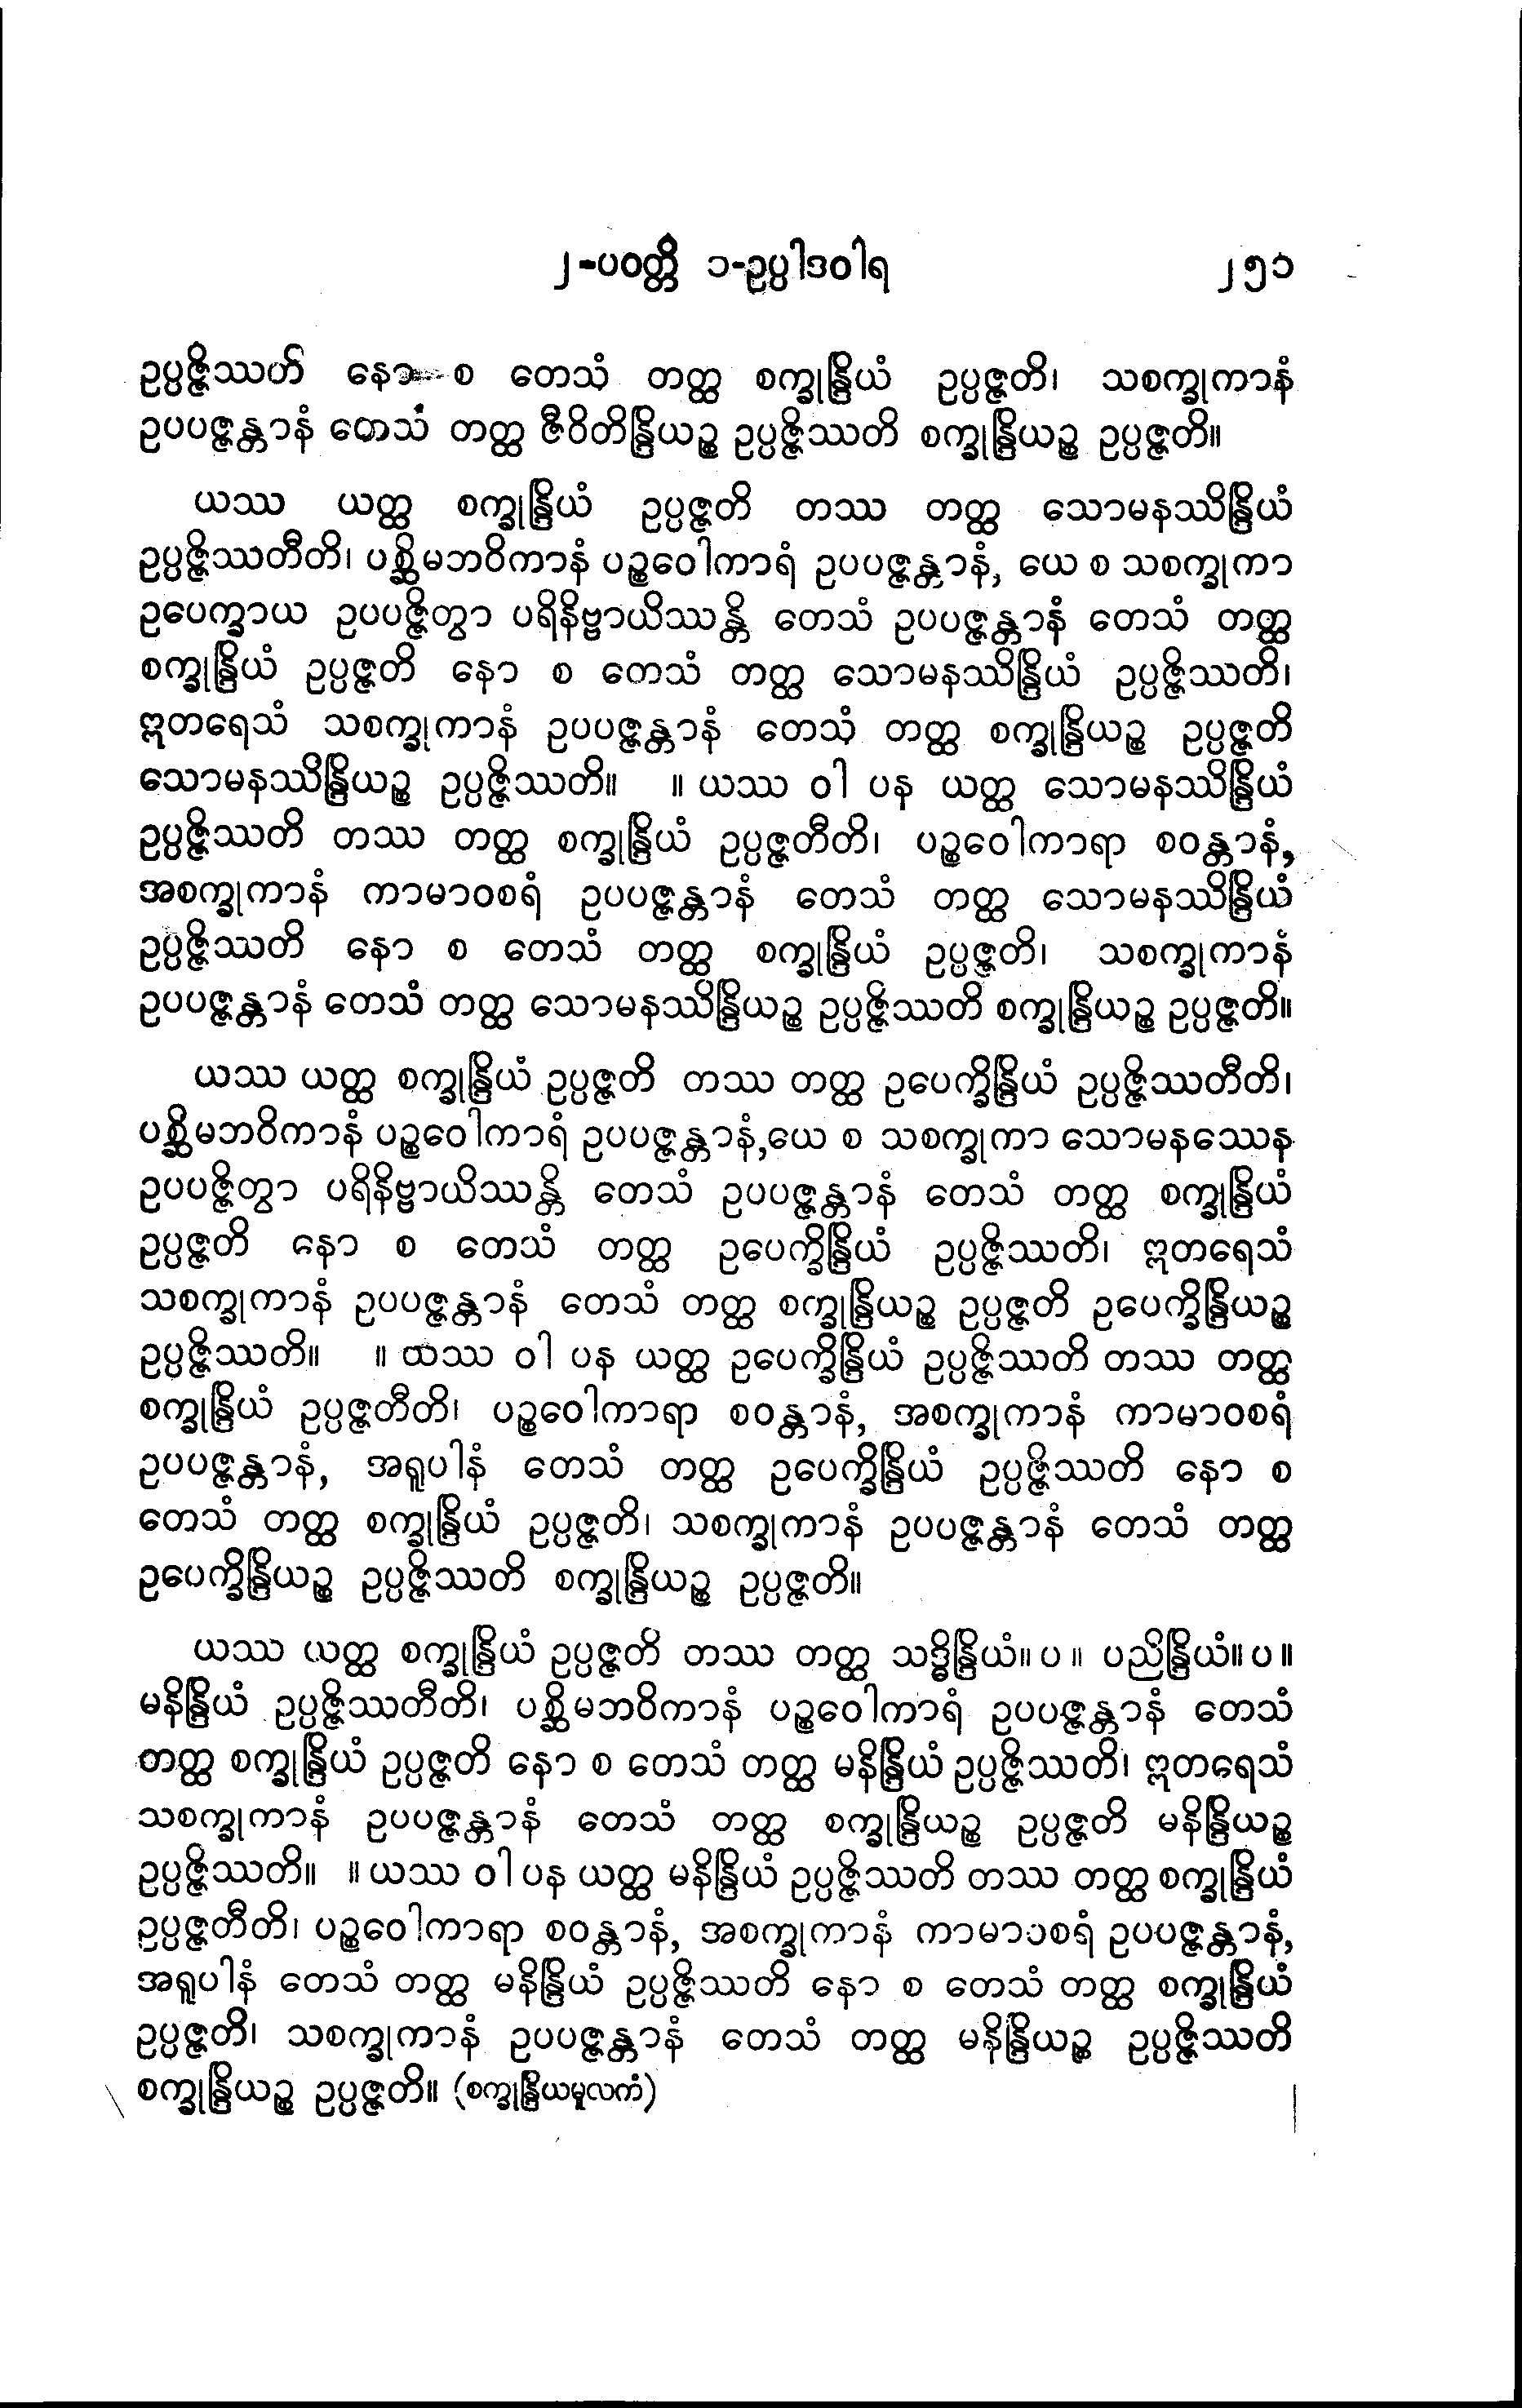 ၂-ပဝတ္တိ ၁-ဥပ္ပါဒဝါရ ၂၅၁
ဥပ္ပဇ္ဇိဿတိ နော စ တေသံ တတ္ထ စက္ခုန္ဒြိယံ ဥပ္ပဇ္ဇတိ၊ သစက္ခုကာနံ
ဥပပဇ္ဇန္တာနံ တေသံ တတ္ထ ဇီဝိတိန္ဒြိယဉ္စ ဥပ္ပဇ္ဇိဿတိ စက္ခုန္ဒြိယဉ္စ ဥပ္ပဇ္ဇတိ။
ယဿ ယတ္ထ စက္ခုန္ဒြိယံ ဥပ္ပဇ္ဇတိ တဿ တတ္ထ သောမနဿိန္ဒြိယံ
ဥပ္ပဇ္ဇိဿတီတိ၊ ပစ္ဆိမဘဝိကာနံ ပဉ္စဝေါကာရံ ဥပပဇ္ဇန္တာနံ, ယေ စ သစက္ခုကာ
ဥပေက္ခာယ ဥပပဇ္ဇိတွာ ပရိနိဗ္ဗာယိဿန္တိ တေသံ ဥပပဇ္ဇန္တာနံ တေသံ တတ္ထ
စက္ခုန္ဒြိယံ ဥပ္ပဇ္ဇတိ နော စ တေသံ တတ္ထ သောမနဿိန္ဒြိယံ ဥပ္ပဇ္ဇိဿတိ၊
ဣတရေသံ သစက္ခုကာနံ ဥပပဇ္ဇန္တာနံ တေသံ တတ္ထ စက္ခုန္ဒြိယဉ္စ ဥပ္ပဇ္ဇတိ
သောမနဿိန္ဒြိယဉ္စ ဥပ္ပဇ္ဇိဿတိ။ ။ ယဿ ဝါ ပန ယတ္ထ သောမနဿိန္ဒြိယံ
ဥပ္ပဇ္ဇိဿတိ တဿ တတ္ထ စက္ခုန္ဒြိယံ ဥပ္ပဇ္ဇတီတိ၊ ပဉ္စဝေါကာရာ စဝန္တာနံ,
အစက္ခုကာနံ ကာမာဝစရံ ဥပပဇ္ဇန္တာနံ တေသံ တတ္ထ သောမနဿိန္ဒြိယံ
ဥပ္ပဇ္ဇိဿတိ နော စ တေသံ တတ္ထ စက္ခုန္ဒြိယံ ဥပ္ပဇ္ဇတိ၊ သစက္ခုကာနံ
ဥပပဇ္ဇန္တာနံ တေသံ တတ္ထ သောမနဿိန္ဒြိယဉ္စ ဥပ္ပဇ္ဇိဿတိ စက္ခုန္ဒြိယဉ္စ ဥပ္ပဇ္ဇတိ။
ယဿ ယတ္ထ စက္ခုန္ဒြိယံ ဥပ္ပဇ္ဇတိ တဿ တတ္ထ ဥပေက္ခိန္ဒြိယံ ဥပ္ပဇ္ဇိဿတီတိ၊
ပစ္ဆိမဘဝိကာနံ ပဉ္စဝေါကာရံ ဥပပဇ္ဇန္တာနံ,ယေ စ သစက္ခုကာ သောမနဿေန
ဥပပဇ္ဇိတွာ ပရိနိဗ္ဗာယိဿန္တိ တေသံ ဥပပဇ္ဇန္တာနံ တေသံ တတ္ထ စက္ခုန္ဒြိယံ
ဥပ္ပဇ္ဇတိ နော စ တေသံ တတ္ထ ဥပေက္ခိန္ဒြိယံ ဥပ္ပဇ္ဇိဿတိ၊ ဣတရေသံ
သစက္ခုကာနံ ဥပပဇ္ဇန္တာနံ တေသံ တတ္ထ စက္ခုန္ဒြိယဉ္စ ဥပ္ပဇ္ဇတိ ဥပေက္ခိန္ဒြိယဉ္စ
ဥပ္ပဇ္ဇိဿတိ။ ။ ယဿ ဝါ ပန ယတ္ထ ဥပေက္ခိန္ဒြိယံ ဥပ္ပဇ္ဇိဿတိ တဿ တတ္ထ
စက္ခုန္ဒြိယံ ဥပ္ပဇ္ဇတီတိ၊ ပဉ္စဝေါကာရာ စဝန္တာနံ, အစက္ခုကာနံ ကာမာဝစရံ
ဥပပဇ္ဇန္တာနံ, အရူပါနံ တေသံ တတ္ထ ဥပေက္ခိန္ဒြိယံ ဥပ္ပဇ္ဇိဿတိ နော စ
တေသံ တတ္ထ စက္ခုန္ဒြိယံ ဥပ္ပဇ္ဇတိ၊ သစက္ခုကာနံ ဥပပဇ္ဇန္တာနံ တေသံ တတ္ထ
ဥပေက္ခိန္ဒြိယဉ္စ ဥပ္ပဇ္ဇိဿတိ စက္ခုန္ဒြိယဉ္စ ဥပ္ပဇ္ဇတိ။
ယဿ ယတ္ထ စက္ခုန္ဒြိယံ ဥပ္ပဇ္ဇတိ တဿ တတ္ထ သဒ္ဓိန္ဒြိယံ။ ပ ။ ပညိန္ဒြိယံ။ ပ ။
မနိန္ဒြိယံ ဥပ္ပဇ္ဇိဿတီတိ၊ ပစ္ဆိမဘဝိကာနံ ပဉ္စဝေါကာရံ ဥပပဇ္ဇန္တာနံ တေသံ
တတ္ထ စက္ခုန္ဒြိယံ ဥပ္ပဇ္ဇတိ နော စ တေသံ တတ္ထ မနိန္ဒြိယံ ဥပ္ပဇ္ဇိဿတိ၊ ဣတရေသံ
သစက္ခုကာနံ ဥပပဇ္ဇန္တာနံ တေသံ တတ္ထ စက္ခုန္ဒြိယဉ္စ ဥပ္ပဇ္ဇတိ မနိန္ဒြိယဉ္စ
ဥပ္ပဇ္ဇိဿတိ။ ။ ယဿ ဝါ ပန ယတ္ထ မနိန္ဒြိယံ ဥပ္ပဇ္ဇိဿတိ တဿ တတ္ထ စက္ခုန္ဒြိယံ
ဥပ္ပဇ္ဇတီတိ၊ ပဉ္စဝေါကာရာ စဝန္တာနံ, အစက္ခုကာနံ ကာမာဝစရံ ဥပပဇ္ဇန္တာနံ,
အရူပါနံ တေသံ တတ္ထ မနိန္ဒြိယံ ဥပ္ပဇ္ဇိဿတိ နော စ တေသံ တတ္ထ စက္ခုန္ဒြိယံ
ဥပ္ပဇ္ဇတိ၊ သစက္ခုကာနံ ဥပပဇ္ဇန္တာနံ တေသံ တတ္ထ မနိန္ဒြိယဉ္စ ဥပ္ပဇ္ဇိဿတိ
စက္ခုန္ဒြိယဉ္စ ဥပ္ပဇ္ဇတိ။ (စက္ခုန္ဒြိယမူလကံ)